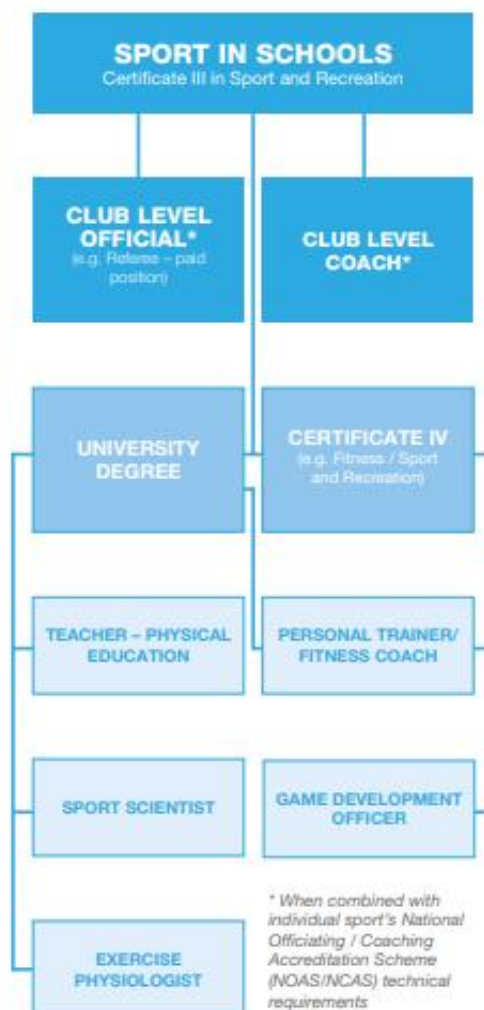 SPORT IN SCHOOLS
Certificate III in Sport and Recreation
CLUB LEVEL
OFFICIAL*
(e.g. Referee – paid
position)
CLUB LEVEL
COACH*
UNIVERSITY
DEGREE
CERTIFICATE IV
(e.g. Fitness / Sport
and Recreation)
TEACHER – PHYSICAL
EDUCATION
PERSONAL TRAINER/
FITNESS COACH
SPORT SCIENTIST
GAME DEVELOPMENT
OFFICER
EXERCISE
PHYSIOLOGIST
* When combined with
individual sport's National
Officiating / Coaching
Accreditation Scheme
(NOAS/NCAS) technical
requirements